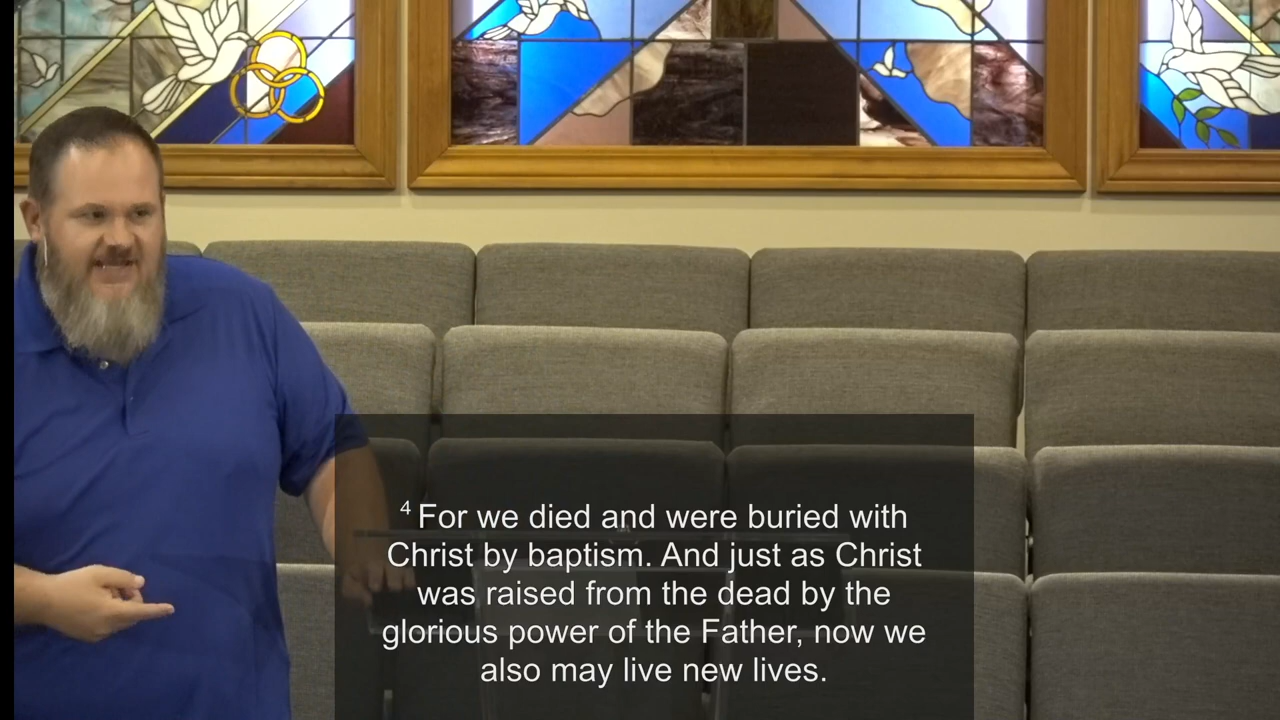 4 For we died and were buried with
Christ by baptism. And just as Christ
was raised from the dead by the
glorious power of the Father, now we
also may live new lives.